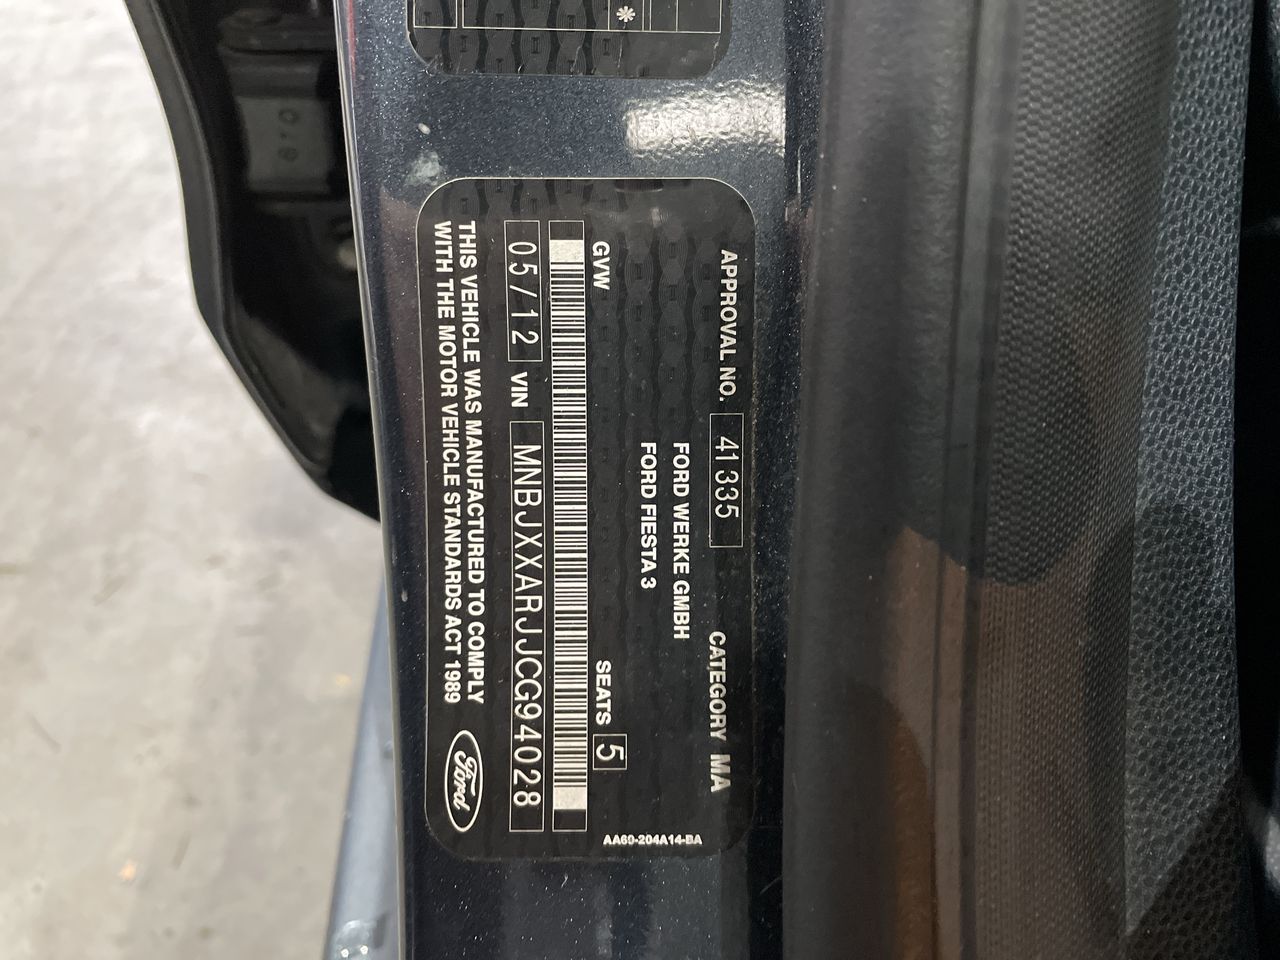 *
APPROVAL NO. 41335 CATEGORY MA
FORD WERKE GMBH
FORD FIESTA 3
GVW SEATS 5
05/12 VIN MNBJXXARJJCG94028
THIS VEHICLE WAS MANUFACTURED TO COMPLY
WITH THE MOTOR VEHICLE STANDARDS ACT 1989
Ford
AA69-204A14-BA